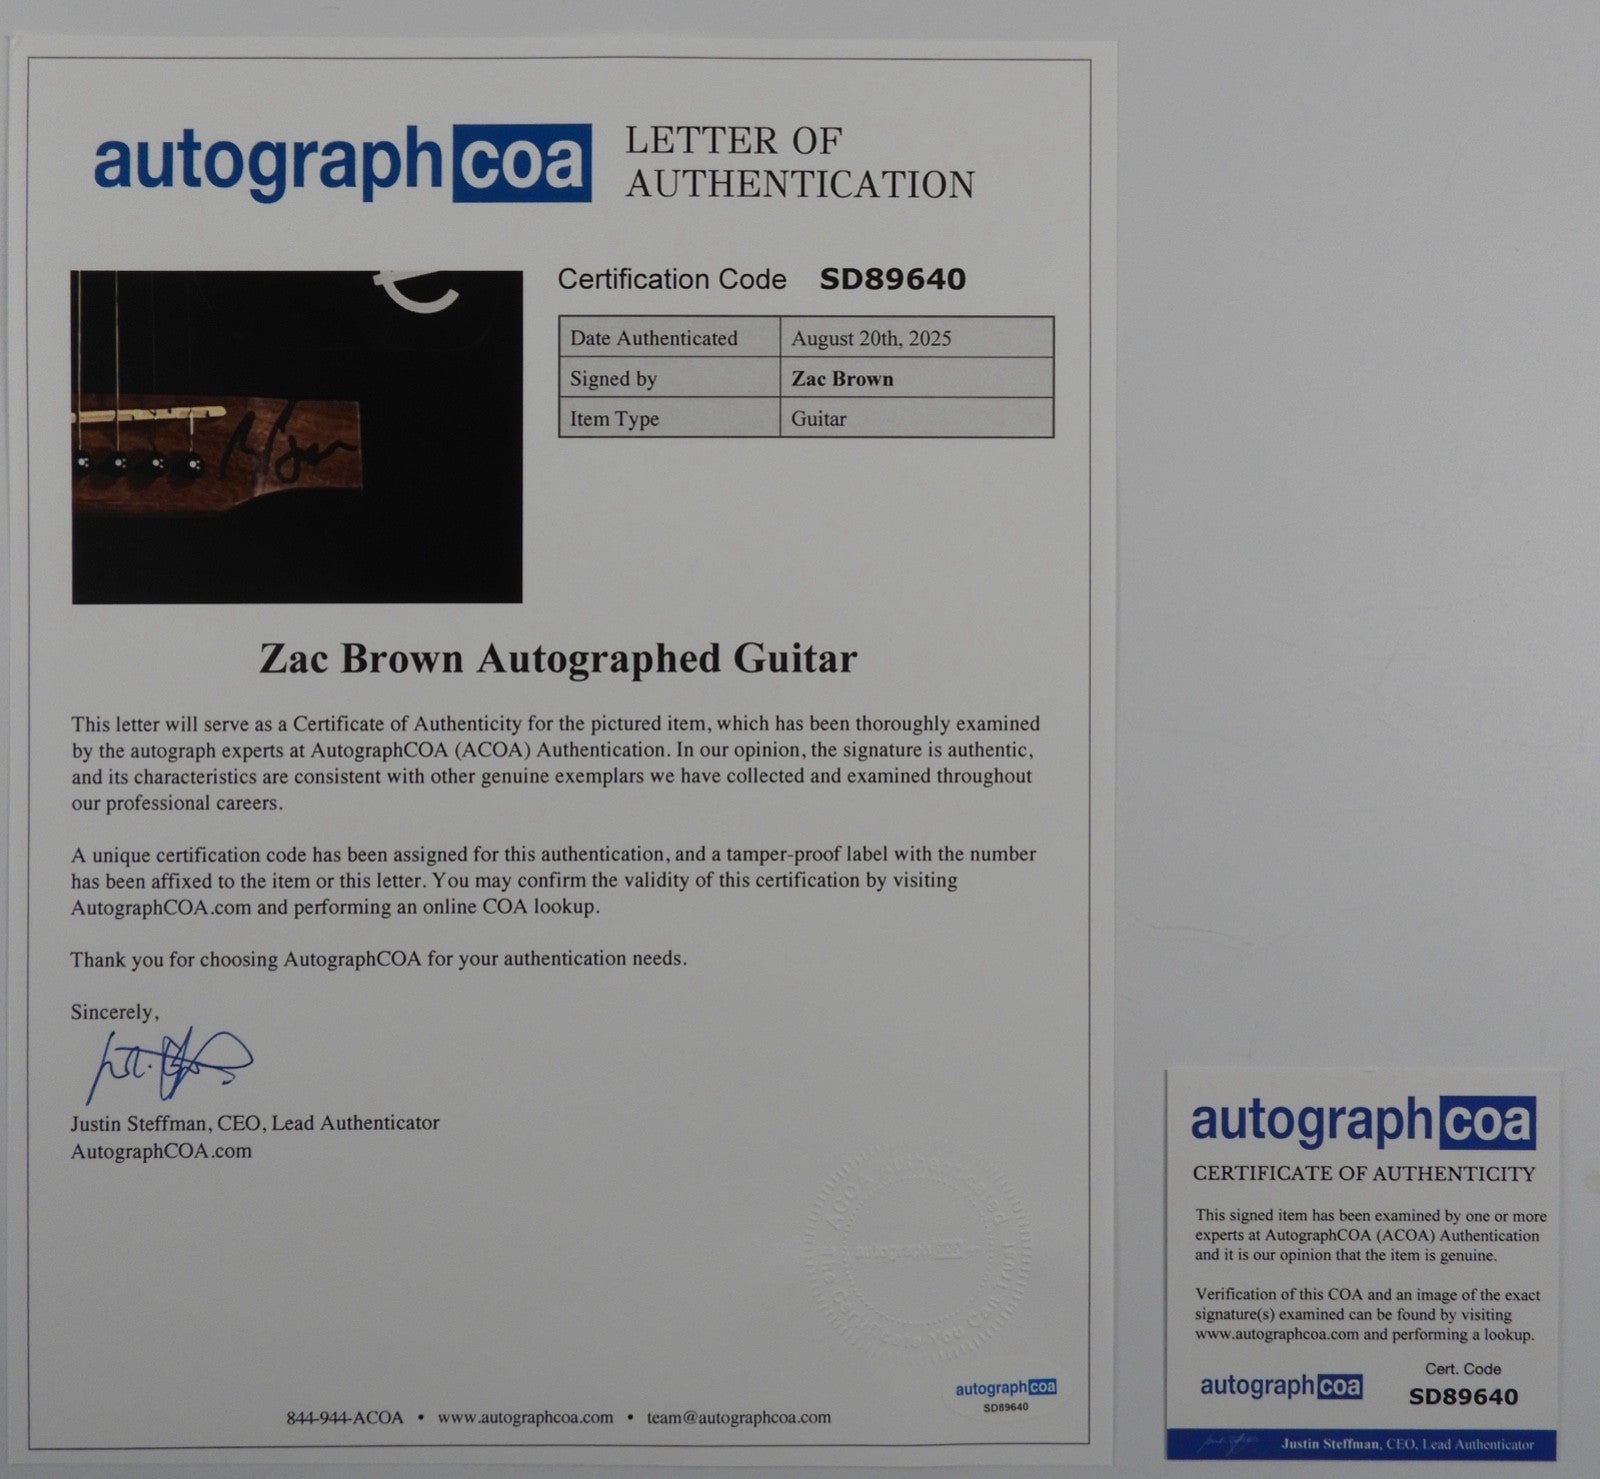 autographcoa
LETTER OF
AUTHENTICATION
Certification Code SD89640
Date Authenticated August 20th, 2025
Signed by Zac Brown
Item Type Guitar
Zac Brown Autographed Guitar
This letter will serve as a Certificate of Authenticity for the pictured item, which has been thoroughly examined
by the autograph experts at AutographCOA (ACOA) Authentication. In our opinion, the signature is authentic,
and its characteristics are consistent with other genuine exemplars we have collected and examined throughout
our professional careers.
A unique certification code has been assigned for this authentication, and a tamper-proof label with the number
has been affixed to the item or this letter. You may confirm the validity of this certification by visiting
AutographCOA.com and performing an online COA lookup.
Thank you for choosing AutographCOA for your authentication needs.
Sincerely,
Justin Steffman, CEO, Lead Authenticator
AutographCOA.com
ACOA Authenticated
autographcoa
The Certificate You Can Trust
autographcoa
SD89640
844-944-ACOA • www.autographcoa.com • team@autographcoa.com
autographcoa
CERTIFICATE OF AUTHENTICITY
This signed item has been examined by one or more
experts at AutographCOA (ACOA) Authentication
and it is our opinion that the item is genuine.
Verification of this COA and an image of the exact
signature(s) examined can be found by visiting
www.autographcoa.com and performing a lookup.
autographcoa
Cert. Code
SD89640
Justin Steffman, CEO, Lead Authenticator